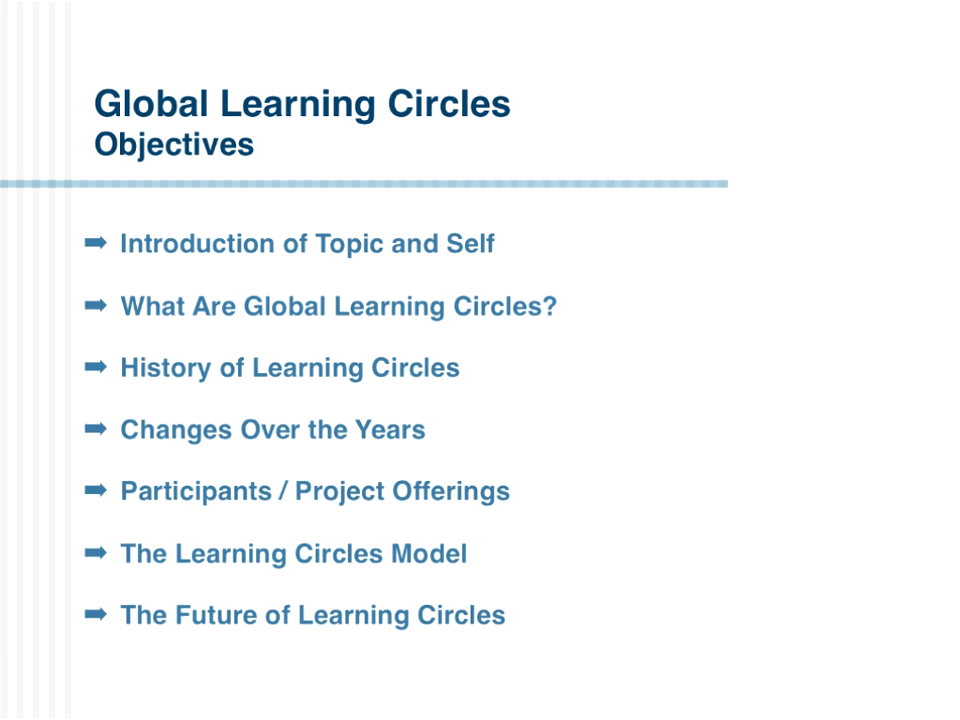 Global Learning Circles
Objectives
➡ Introduction of Topic and Self
➡ What Are Global Learning Circles?
➡ History of Learning Circles
➡ Changes Over the Years
➡ Participants / Project Offerings
➡ The Learning Circles Model
➡ The Future of Learning Circles